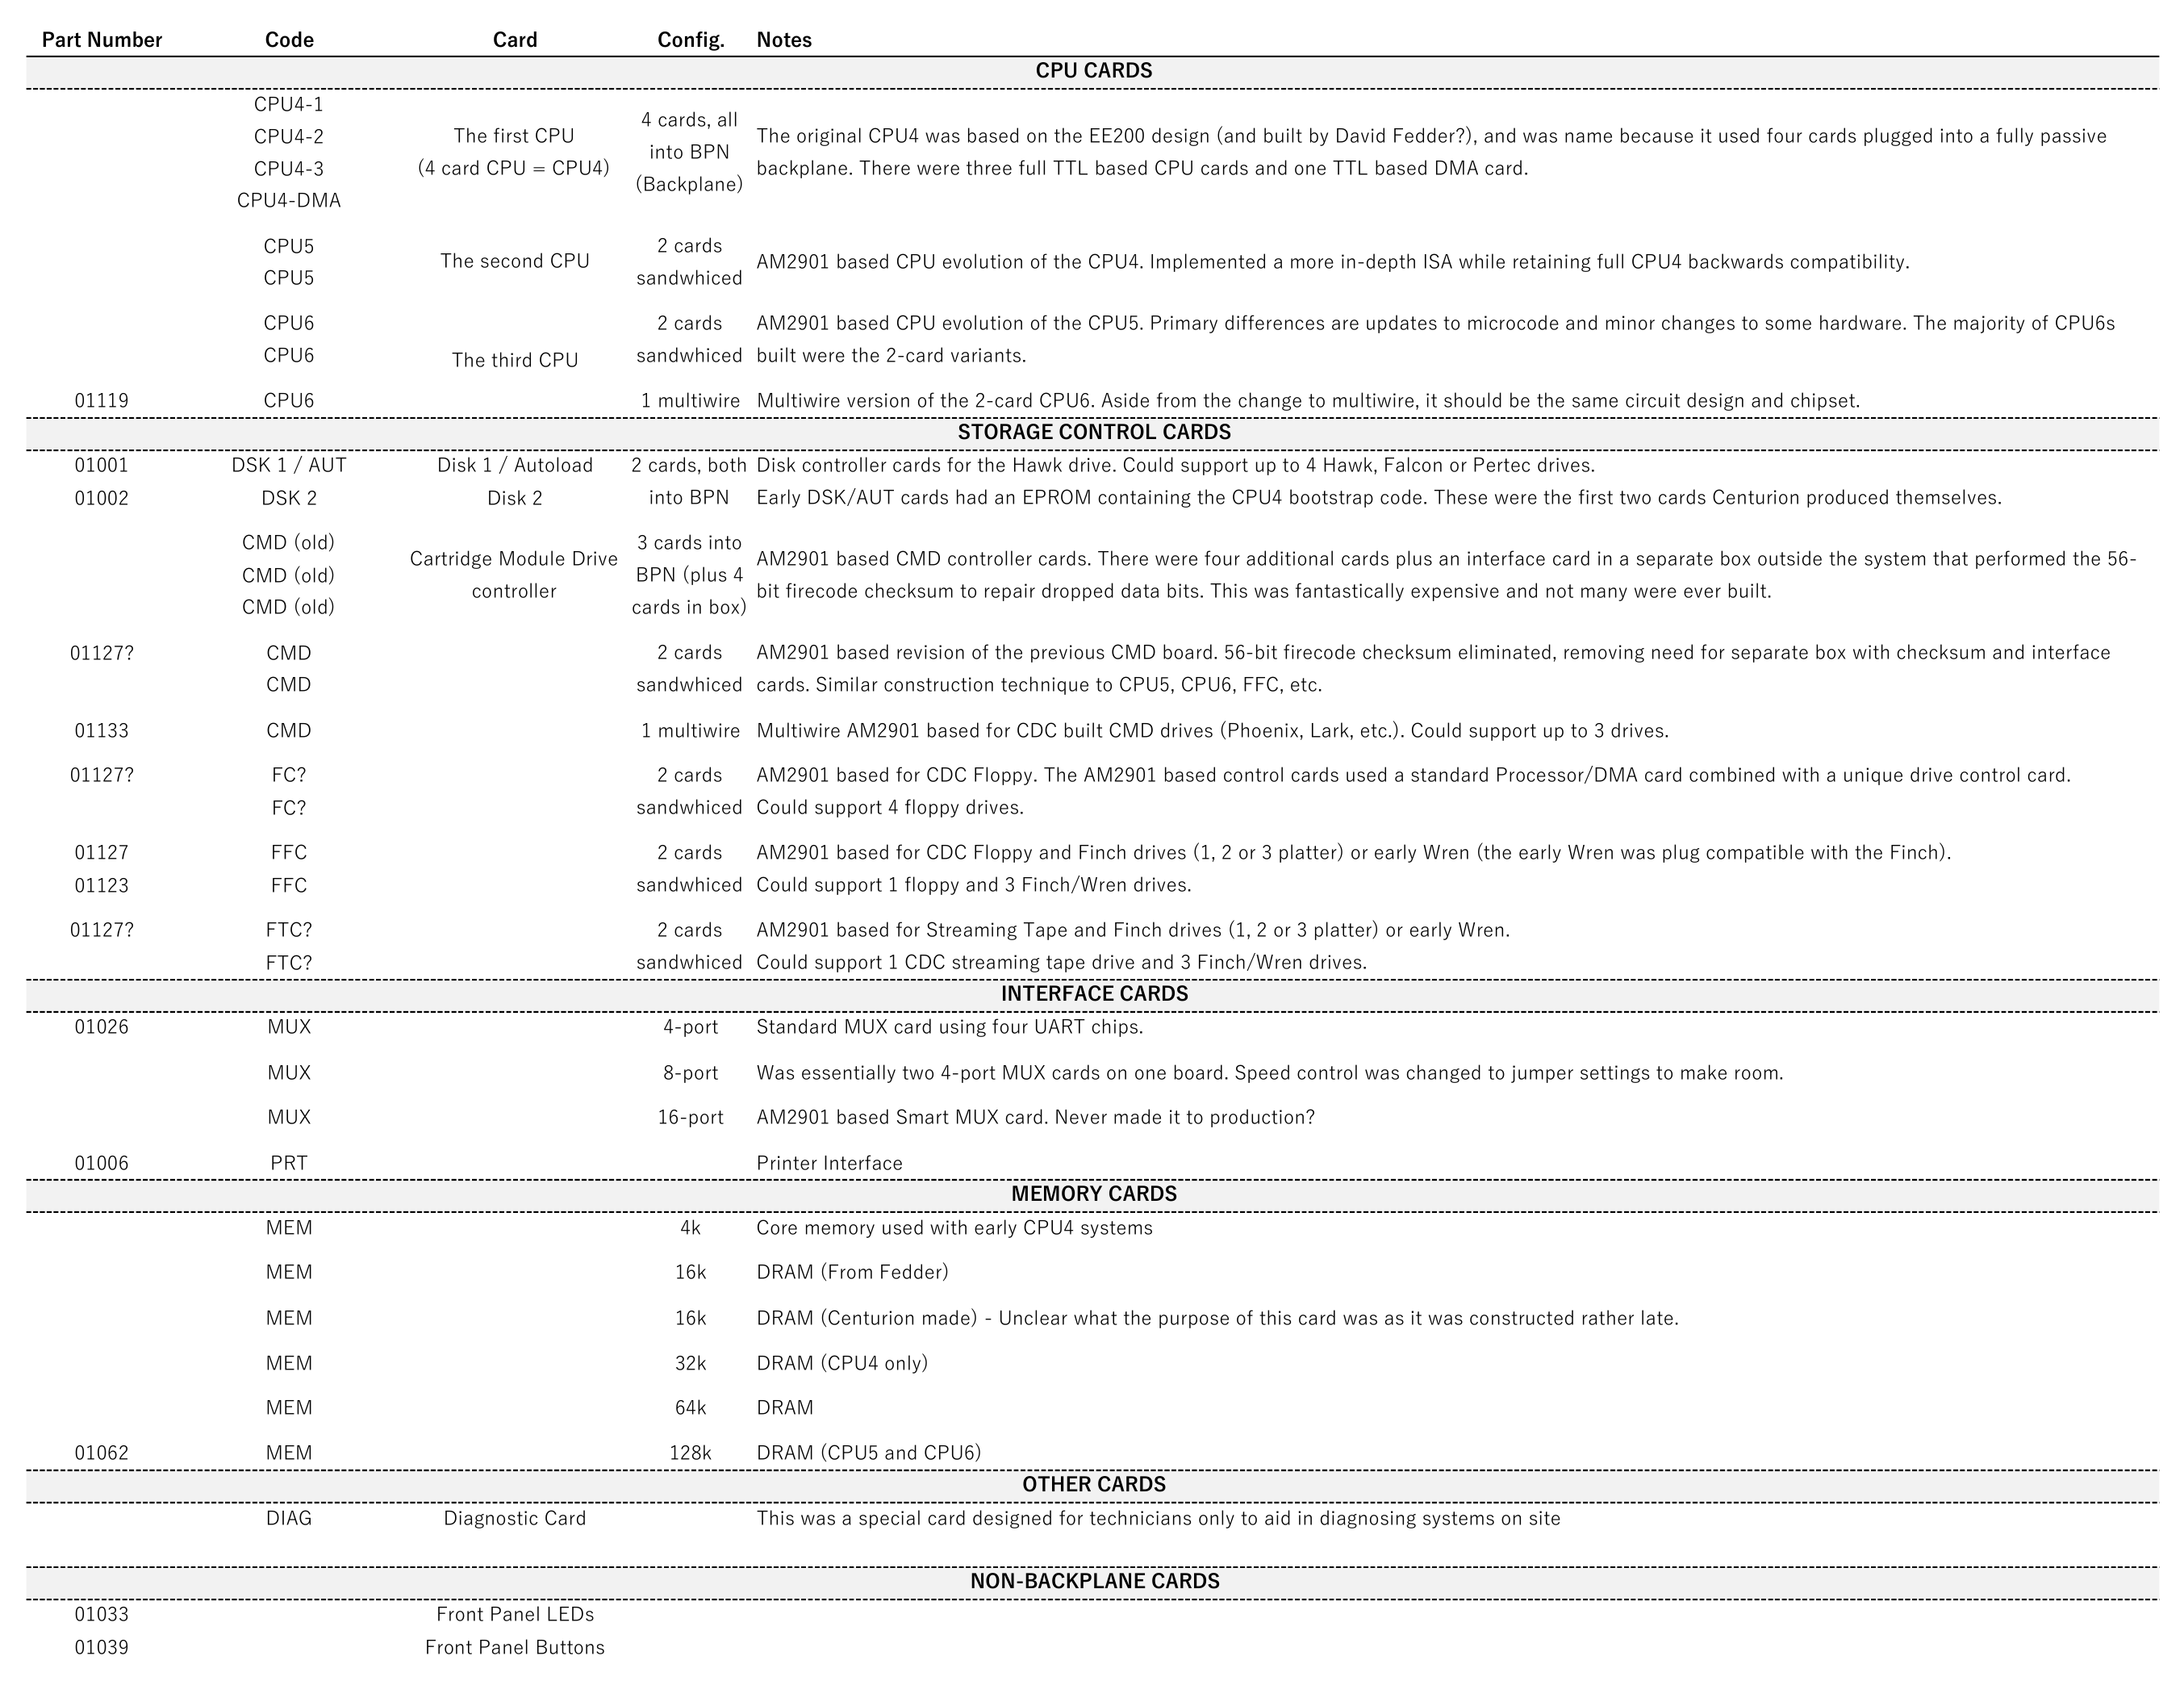 Part Number Code Card Config. Notes
CPU CARDS
CPU4-1
CPU4-2
CPU4-3
CPU4-DMA
The first CPU
(4 card CPU = CPU4)
4 cards, all
into BPN
(Backplane)
The original CPU4 was based on the EE200 design (and built by David Fedder?), and was name because it used four cards plugged into a fully passive
backplane. There were three full TTL based CPU cards and one TTL based DMA card.
CPU5
CPU5
The second CPU
2 cards
sandwhiced
AM2901 based CPU evolution of the CPU4. Implemented a more in-depth ISA while retaining full CPU4 backwards compatibility.
CPU6
CPU6
The third CPU
2 cards
sandwhiced
AM2901 based CPU evolution of the CPU5. Primary differences are updates to microcode and minor changes to some hardware. The majority of CPU6s
built were the 2-card variants.
01119 CPU6 1 multiwire Multiwire version of the 2-card CPU6. Aside from the change to multiwire, it should be the same circuit design and chipset.
STORAGE CONTROL CARDS
01001 DSK 1 / AUT Disk 1 / Autoload 2 cards, both Disk controller cards for the Hawk drive. Could support up to 4 Hawk, Falcon or Pertec drives.
01002 DSK 2 Disk 2 into BPN Early DSK/AUT cards had an EPROM containing the CPU4 bootstrap code. These were the first two cards Centurion produced themselves.
CMD (old)
CMD (old)
CMD (old)
Cartridge Module Drive
controller
3 cards into
BPN (plus 4
cards in box)
AM2901 based CMD controller cards. There were four additional cards plus an interface card in a separate box outside the system that performed the 56-
bit firecode checksum to repair dropped data bits. This was fantastically expensive and not many were ever built.
01127? CMD 2 cards AM2901 based revision of the previous CMD board. 56-bit firecode checksum eliminated, removing need for separate box with checksum and interface
CMD sandwhiced cards. Similar construction technique to CPU5, CPU6, FFC, etc.
01133 CMD 1 multiwire Multiwire AM2901 based for CDC built CMD drives (Phoenix, Lark, etc.). Could support up to 3 drives.
01127? FC? 2 cards AM2901 based for CDC Floppy. The AM2901 based control cards used a standard Processor/DMA card combined with a unique drive control card.
FC? sandwhiced Could support 4 floppy drives.
01127 FFC 2 cards AM2901 based for CDC Floppy and Finch drives (1, 2 or 3 platter) or early Wren (the early Wren was plug compatible with the Finch).
01123 FFC sandwhiced Could support 1 floppy and 3 Finch/Wren drives.
01127? FTC? 2 cards AM2901 based for Streaming Tape and Finch drives (1, 2 or 3 platter) or early Wren.
FTC? sandwhiced Could support 1 CDC streaming tape drive and 3 Finch/Wren drives.
INTERFACE CARDS
01026 MUX 4-port Standard MUX card using four UART chips.
MUX 8-port Was essentially two 4-port MUX cards on one board. Speed control was changed to jumper settings to make room.
MUX 16-port AM2901 based Smart MUX card. Never made it to production?
01006 PRT Printer Interface
MEMORY CARDS
MEM 4k Core memory used with early CPU4 systems
MEM 16k DRAM (From Fedder)
MEM 16k DRAM (Centurion made) - Unclear what the purpose of this card was as it was constructed rather late.
MEM 32k DRAM (CPU4 only)
MEM 64k DRAM
01062 MEM 128k DRAM (CPU5 and CPU6)
OTHER CARDS
DIAG Diagnostic Card This was a special card designed for technicians only to aid in diagnosing systems on site
NON-BACKPLANE CARDS
01033 Front Panel LEDs
01039 Front Panel Buttons